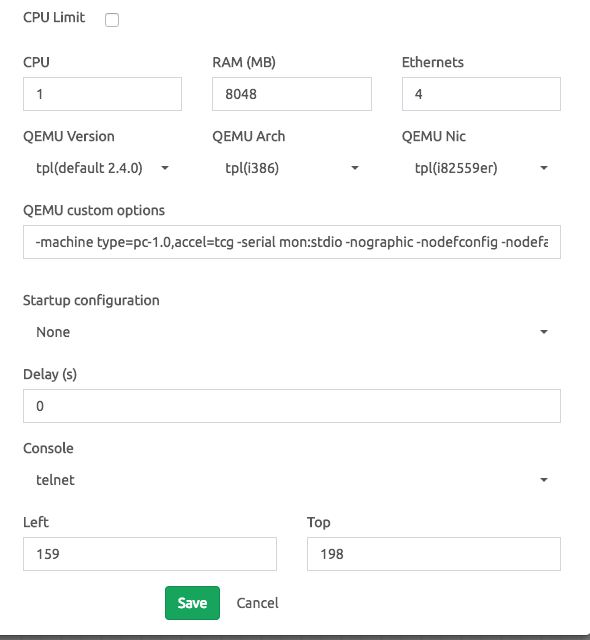 CPU Limit
CPU RAM (MB) Ethernets
1 8048 4
QEMU Version QEMU Arch QEMU Nic
tpl(default 2.4.0) tpl(i386) tpl(i82559er)
QEMU custom options
-machine type=pc-1.0,accel=tcg -serial mon:stdio -nographic -nodefconfig -nodefa
Startup configuration
None
Delay (s)
0
Console
telnet
Left Top
159 198
Save Cancel